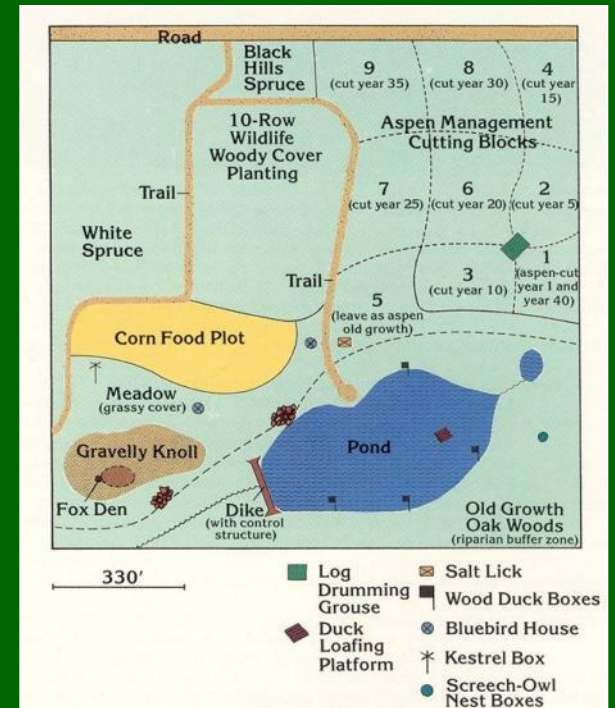 Road
Black
Hills
Spruce
9
(cut year 35)
8
(cut year 30)
4
(cut year
15)
10-Row
Wildlife
Woody Cover
Planting
Aspen Management
Cutting Blocks
Trail
7
(cut year 25)
6
(cut year 20)
2
(cut year 5)
White
Spruce
Trail
5
(leave as aspen
old growth)
3
(cut year 10)
1
(aspen-cut
year 1 and
year 40)
Corn Food Plot
Meadow
(grassy cover)
Gravelly Knoll
Pond
Fox Den
Dike
(with control
structure)
Old Growth
Oak Woods
(riparian buffer zone)
330'
Log
Drumming
Grouse
Duck
Loafing
Platform
Salt Lick
Wood Duck Boxes
Bluebird House
Kestrel Box
Screech-Owl
Nest Boxes